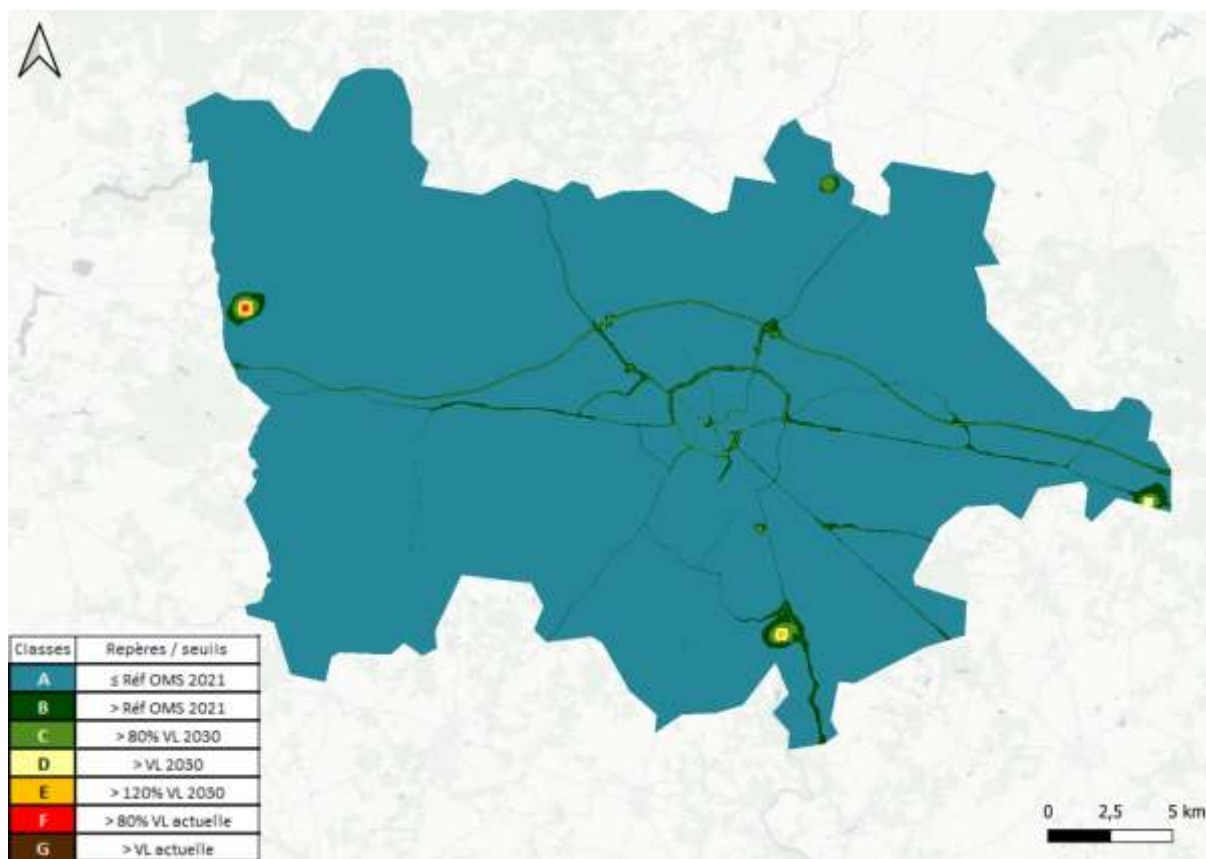 Classes Repères / seuils
A ≤ Réf OMS 2021
B > Réf OMS 2021
C > 80% VL 2030
D > VL 2030
E > 120% VL 2030
F > 80% VL actuelle
G > VL actuelle
0 2,5 5 km